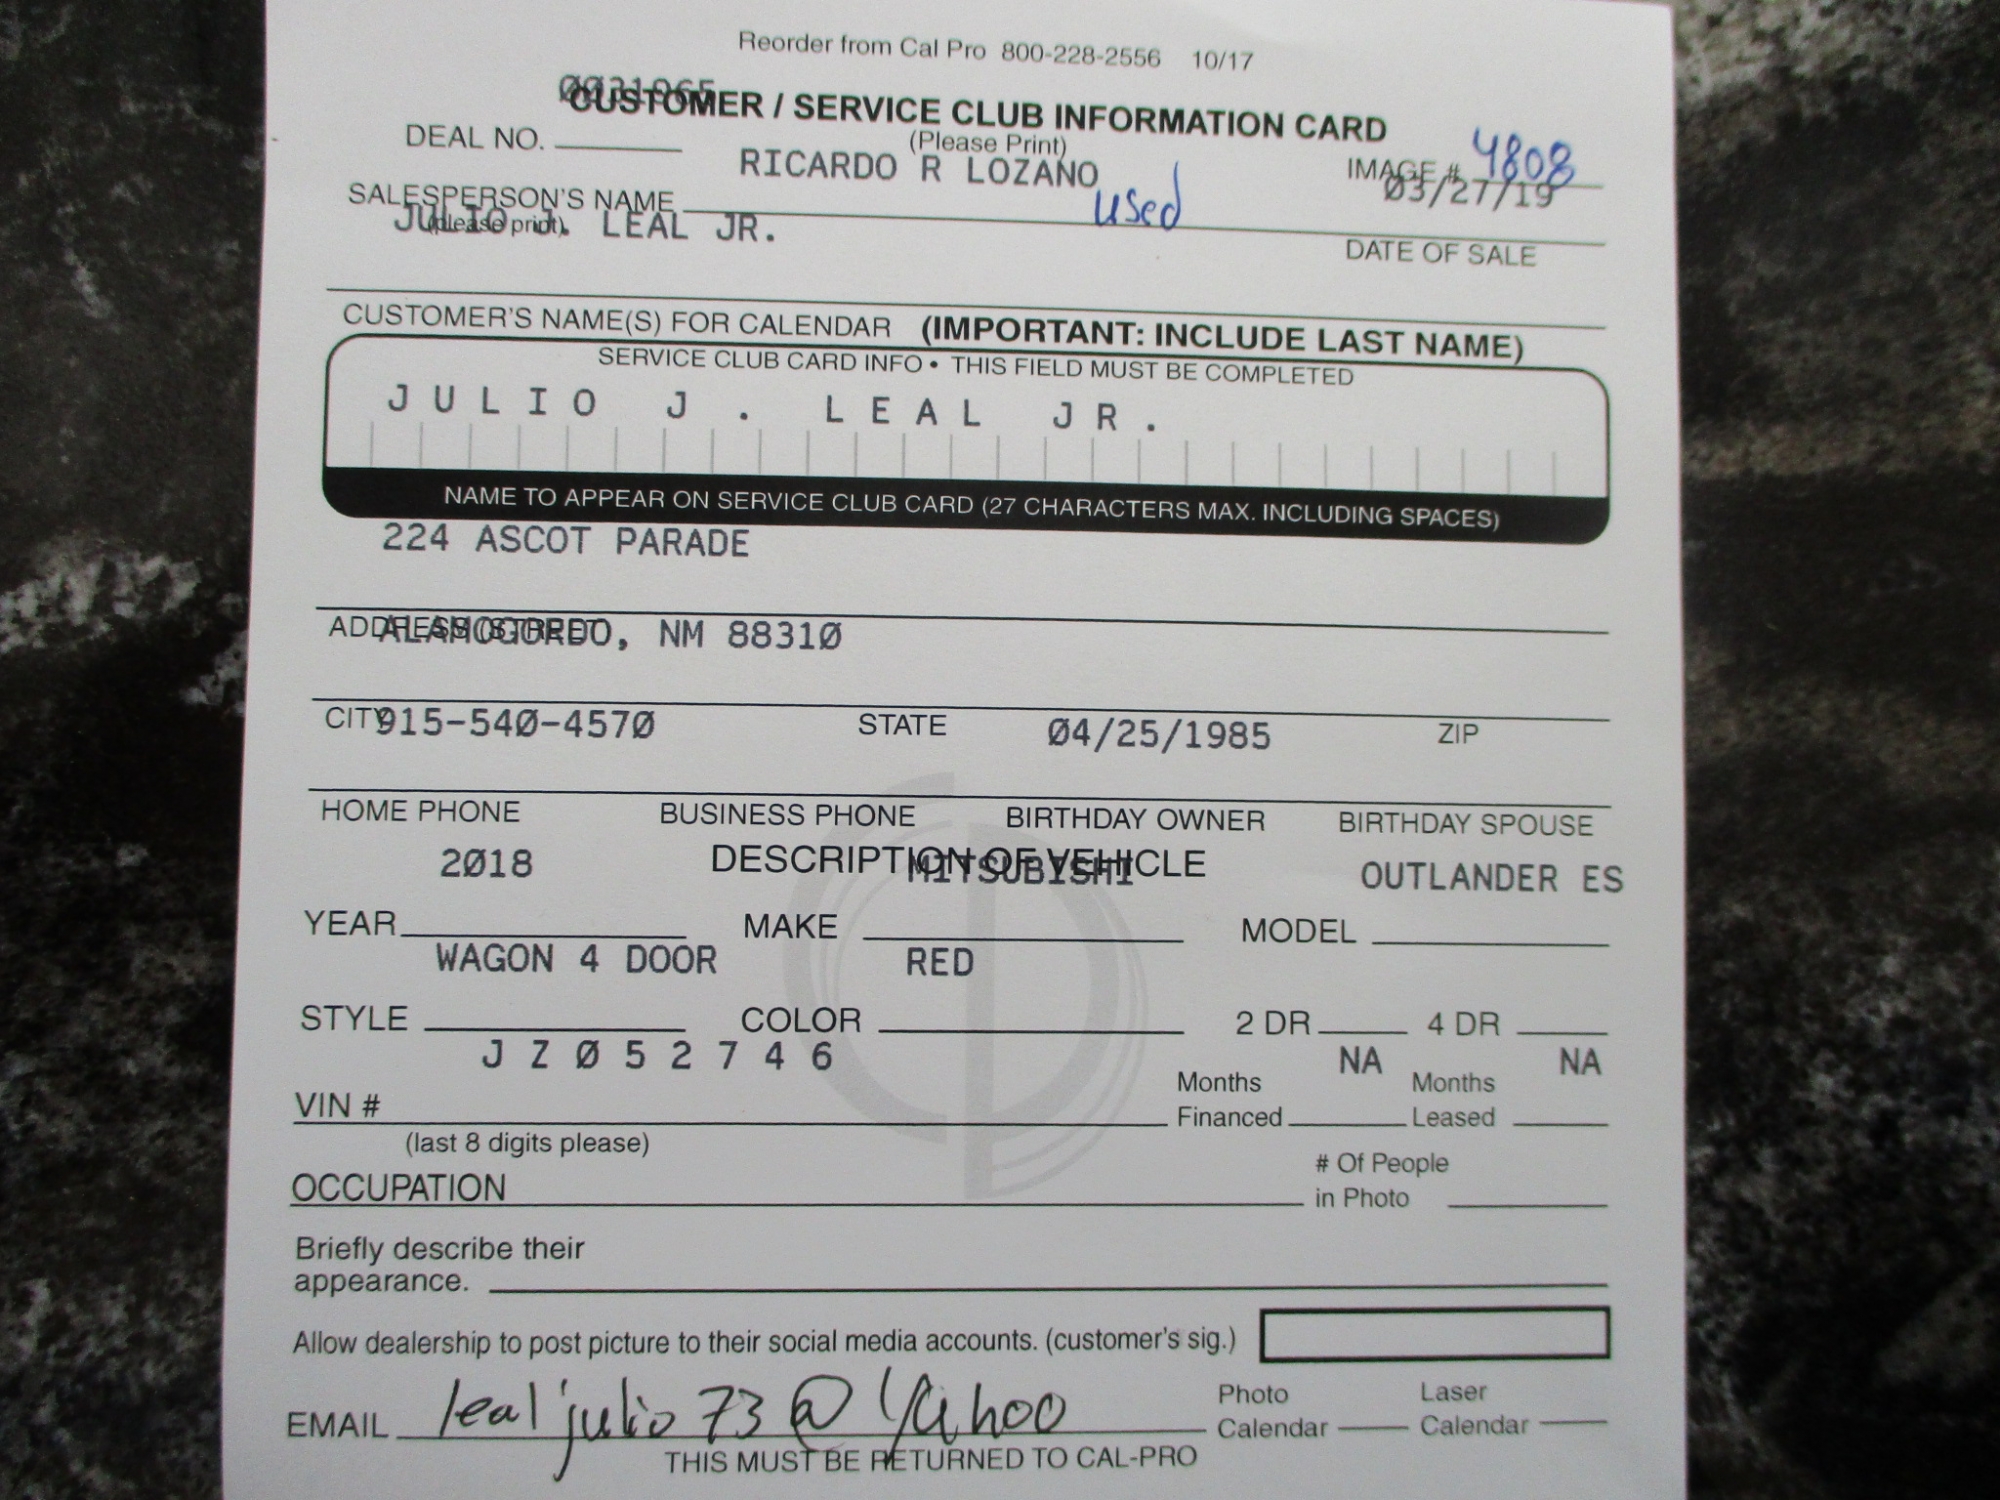 Reorder from Cal Pro 800-228-2556 10/17
0031965
CUSTOMER / SERVICE CLUB INFORMATION CARD
(Please Print)
DEAL NO.
IMAGE # 4808
RICARDO R LOZANO
03/27/19
SALESPERSON'S NAME
used
(please print)
JULIO J. LEAL JR.
DATE OF SALE
CUSTOMER'S NAME(S) FOR CALENDAR (IMPORTANT: INCLUDE LAST NAME)
SERVICE CLUB CARD INFO • THIS FIELD MUST BE COMPLETED
JULIO J. LEAL JR.
NAME TO APPEAR ON SERVICE CLUB CARD (27 CHARACTERS MAX. INCLUDING SPACES)
224 ASCOT PARADE
ADDRESS (STREET)
ALAMOGORDO, NM 88310
CITY STATE ZIP
915-540-4570 04/25/1985
HOME PHONE BUSINESS PHONE BIRTHDAY OWNER BIRTHDAY SPOUSE
DESCRIPTION OF VEHICLE
2018 MITSUBISHI OUTLANDER ES
YEAR MAKE MODEL
WAGON 4 DOOR RED
STYLE COLOR 2 DR 4 DR
JZ052746 NA NA
VIN # Months Financed Months Leased
(last 8 digits please)
OCCUPATION # Of People in Photo
Briefly describe their
appearance.
Allow dealership to post picture to their social media accounts. (customer's sig.)
EMAIL lealjulio73@Yahoo Photo Calendar Laser Calendar
THIS MUST BE RETURNED TO CAL-PRO